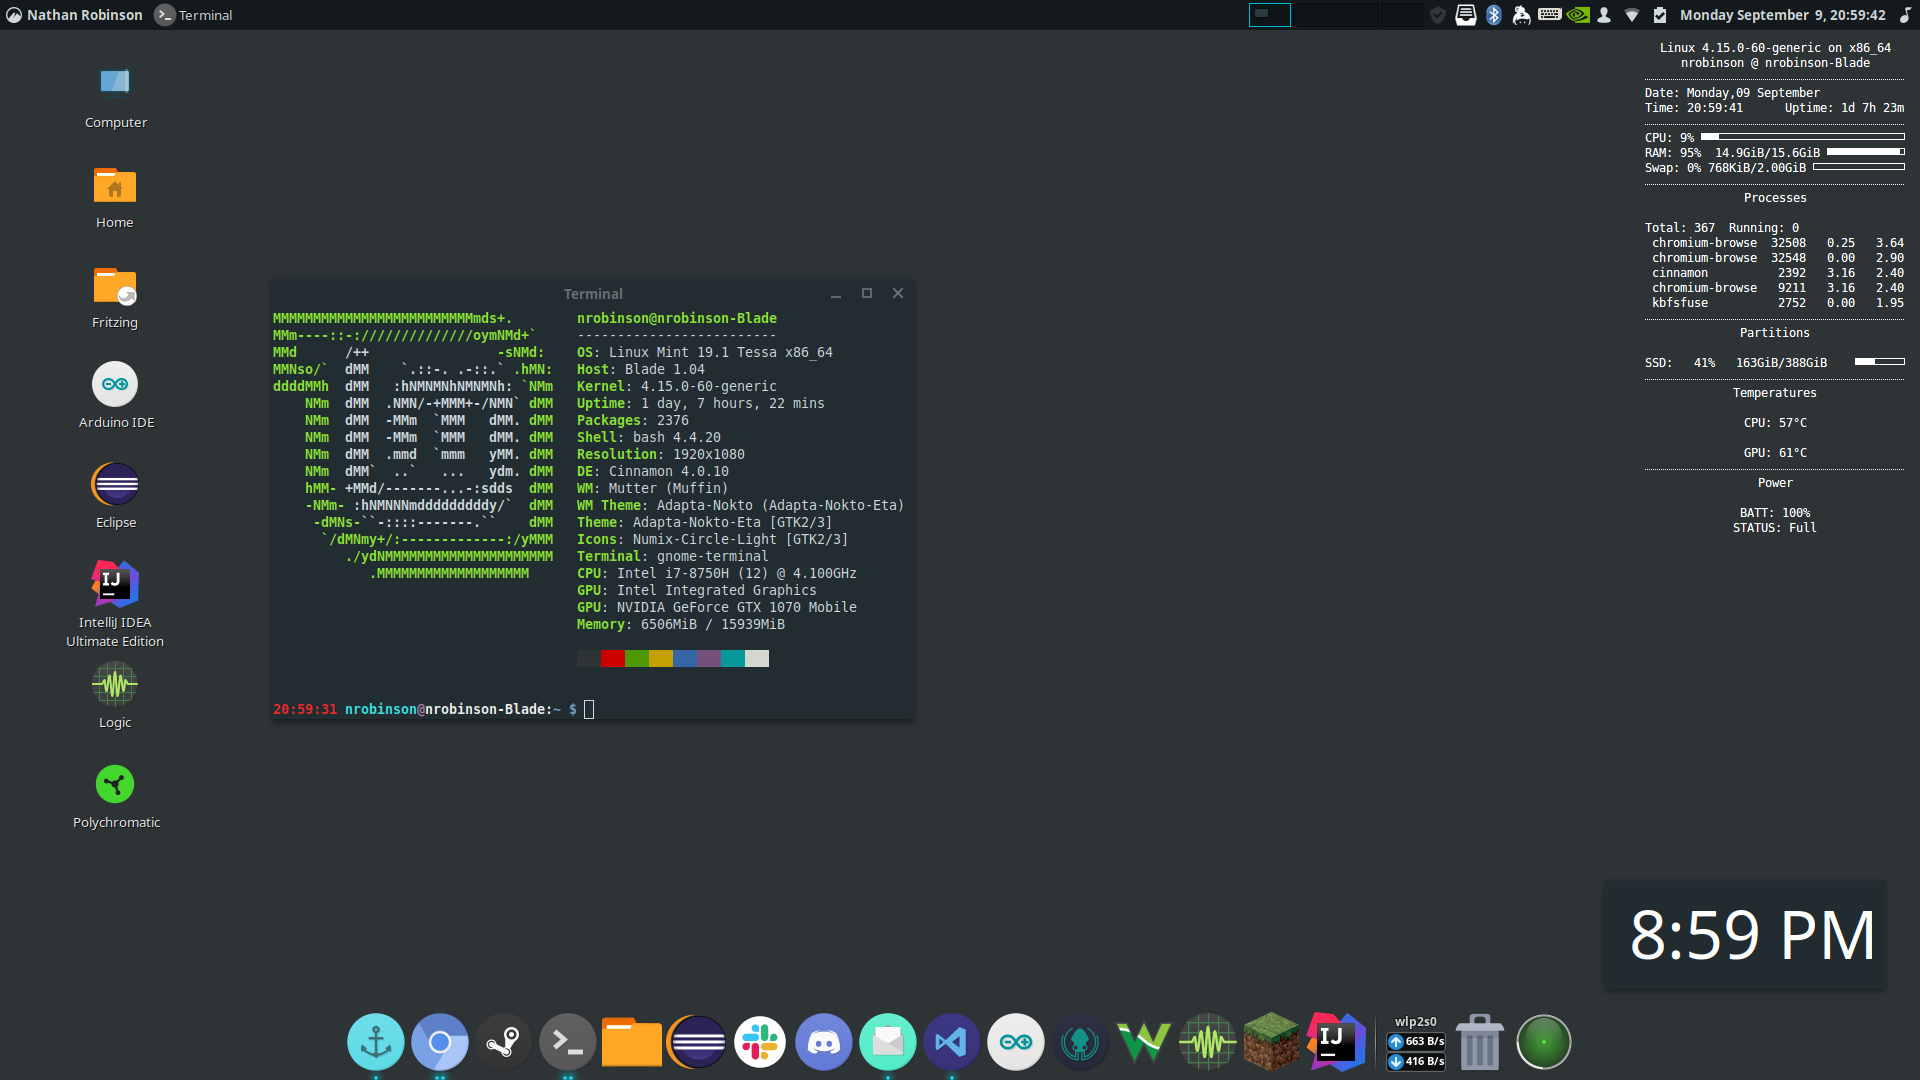 Nathan Robinson
Terminal
Monday September 9, 20:59:42
Computer
Home
Fritzing
Arduino IDE
Eclipse
IntelliJ IDEA
Ultimate Edition
Logic
Polychromatic
Terminal
MMMMMMMMMMMMMMMMMMMMMMMMMmds+.
MMm----::-://////////////oymNMd+`
MMd      /++                -sNMd:
MMNso/`  dMM    `.::-. .-::.` .hMN:
ddddMMh  dMM   :hNMNMNhNMNMNh: `NMm
    NMm  dMM  .NMN/-+MMM+-/NMN` dMM
    NMm  dMM  -MMm  `MMM   dMM. dMM
    NMm  dMM  -MMm  `MMM   dMM. dMM
    NMm  dMM  .mmd  `mmm   yMM. dMM
    NMm  dMM`  ..`   ...   ydm. dMM
    hMM- +MMd/-------...-:sdds  dMM
    -NMm- :hNMNNNmdddddddddy/`  dMM
     -dMNs-``-::::-------.``    dMM
      `/dMNmy+/:-------------:/yMMM
         ./ydNMMMMMMMMMMMMMMMMMMMMM
            .MMMMMMMMMMMMMMMMMMM
nrobinson@nrobinson-Blade
-------------------------
OS: Linux Mint 19.1 Tessa x86_64
Host: Blade 1.04
Kernel: 4.15.0-60-generic
Uptime: 1 day, 7 hours, 22 mins
Packages: 2376
Shell: bash 4.4.20
Resolution: 1920x1080
DE: Cinnamon 4.0.10
WM: Mutter (Muffin)
WM Theme: Adapta-Nokto (Adapta-Nokto-Eta)
Theme: Adapta-Nokto-Eta [GTK2/3]
Icons: Numix-Circle-Light [GTK2/3]
Terminal: gnome-terminal
CPU: Intel i7-8750H (12) @ 4.100GHz
GPU: Intel Integrated Graphics
GPU: NVIDIA GeForce GTX 1070 Mobile
Memory: 6506MiB / 15939MiB
20:59:31 nrobinson@nrobinson-Blade:~ $
Linux 4.15.0-60-generic on x86_64
nrobinson @ nrobinson-Blade
Date: Monday,09 September
Time: 20:59:41 Uptime: 1d 7h 23m
CPU: 9%
RAM: 95% 14.9GiB/15.6GiB
Swap: 0% 768KiB/2.00GiB
Processes
Total: 367 Running: 0
chromium-browse 32508 0.25 3.64
chromium-browse 32548 0.00 2.90
cinnamon 2392 3.16 2.40
chromium-browse 9211 3.16 2.40
kbfsfuse 2752 0.00 1.95
Partitions
SSD: 41% 163GiB/388GiB
Temperatures
CPU: 57°C
GPU: 61°C
Power
BATT: 100%
STATUS: Full
8:59 PM
IJ
wlp2s0
663 B/s
416 B/s